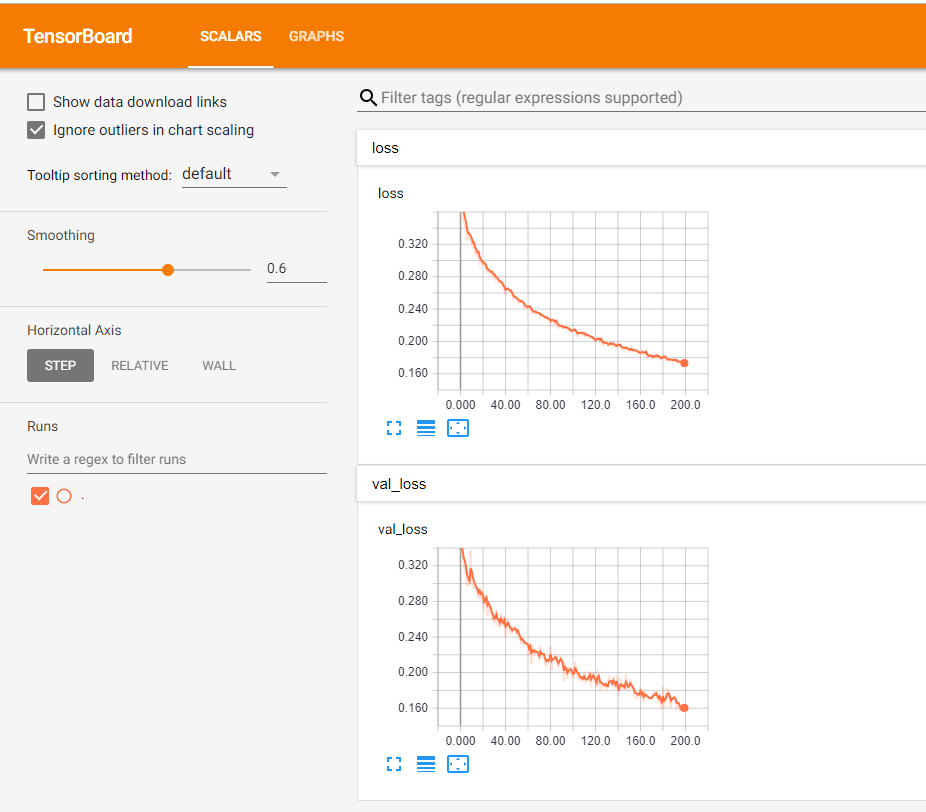 TensorBoard SCALARS GRAPHS
Show data download links
Ignore outliers in chart scaling
Tooltip sorting method: default
Smoothing
0.6
Horizontal Axis
STEP RELATIVE WALL
Runs
Write a regex to filter runs
.
Filter tags (regular expressions supported)
loss
loss
0.320
0.280
0.240
0.200
0.160
0.000 40.00 80.00 120.0 160.0 200.0
val_loss
val_loss
0.320
0.280
0.240
0.200
0.160
0.000 40.00 80.00 120.0 160.0 200.0